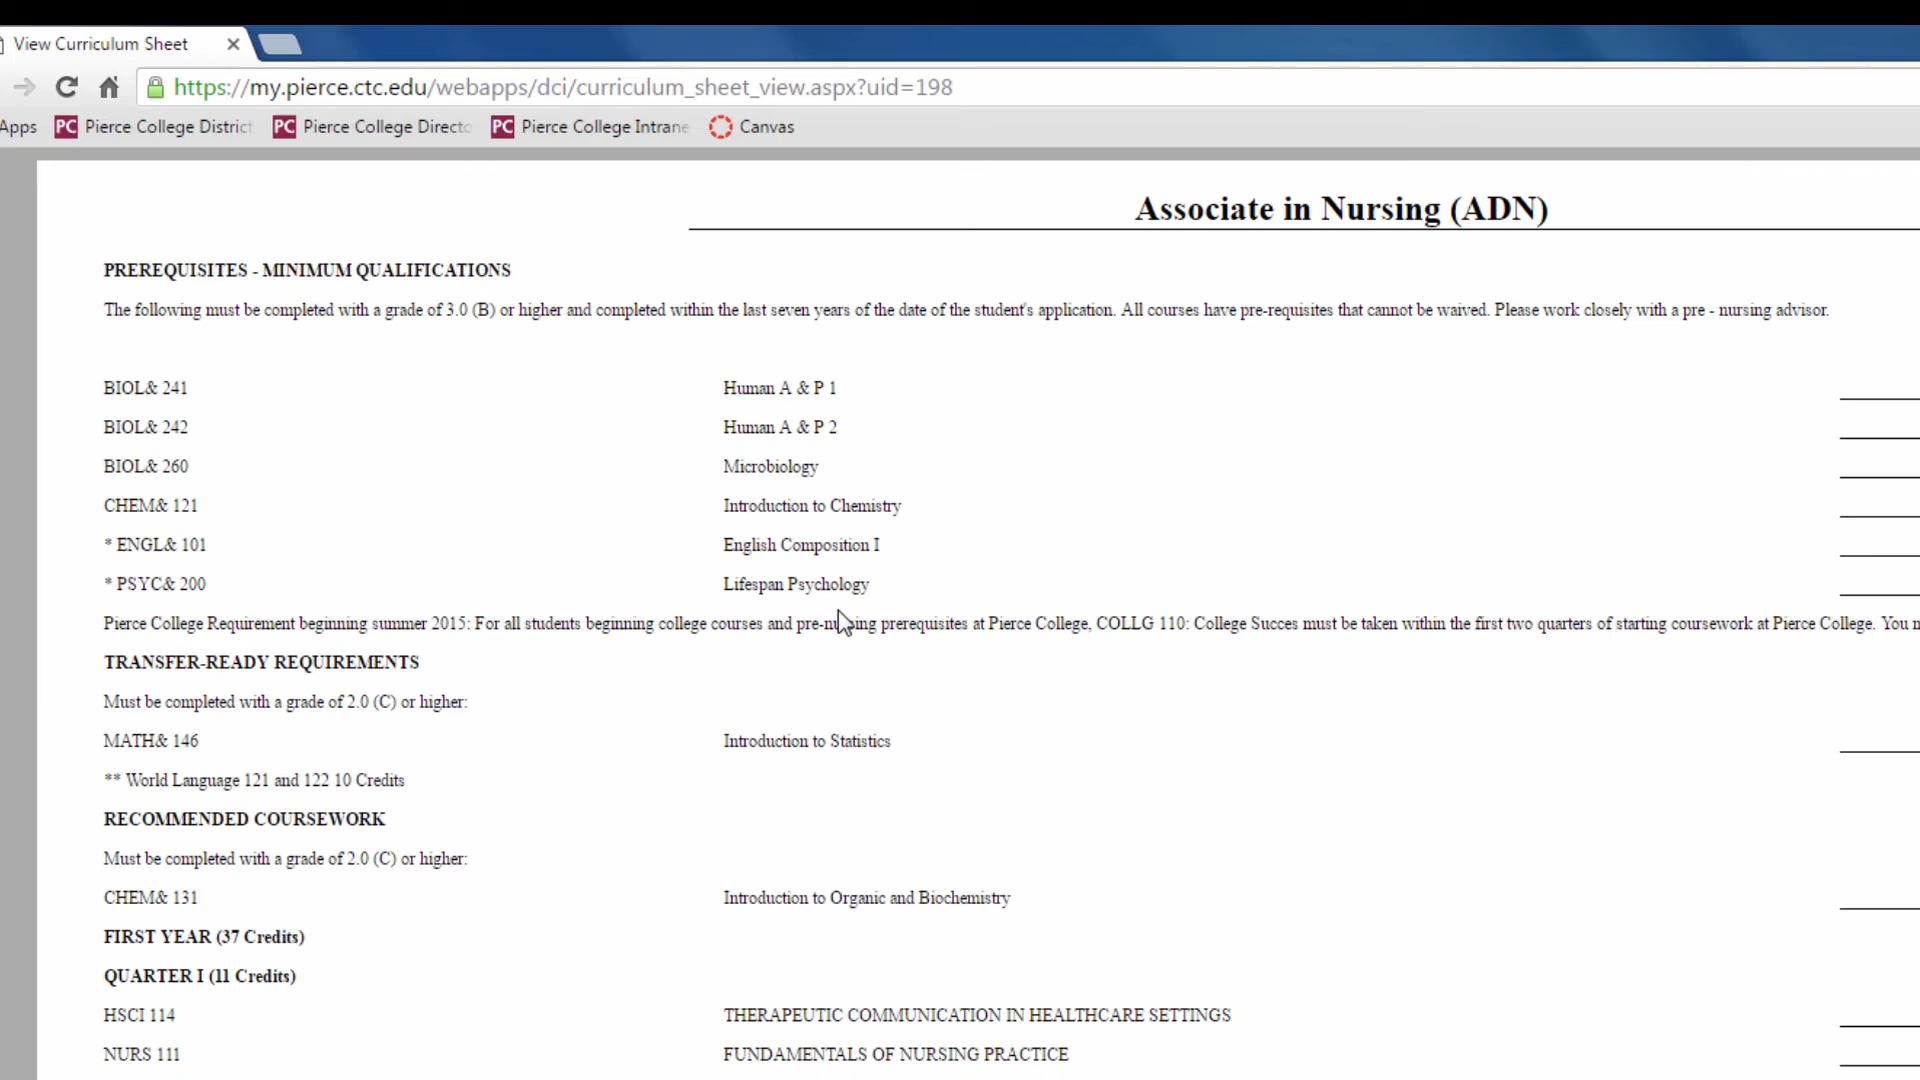 View Curriculum Sheet
https://my.pierce.ctc.edu/webapps/dci/curriculum_sheet_view.aspx?uid=198
Apps PC Pierce College District PC Pierce College Directo PC Pierce College Intrane Canvas
Associate in Nursing (ADN)
PREREQUISITES - MINIMUM QUALIFICATIONS
The following must be completed with a grade of 3.0 (B) or higher and completed within the last seven years of the date of the student's application. All courses have pre-requisites that cannot be waived. Please work closely with a pre - nursing advisor.
BIOL& 241 Human A & P 1
BIOL& 242 Human A & P 2
BIOL& 260 Microbiology
CHEM& 121 Introduction to Chemistry
* ENGL& 101 English Composition I
* PSYC& 200 Lifespan Psychology
Pierce College Requirement beginning summer 2015: For all students beginning college courses and pre-nursing prerequisites at Pierce College, COLLG 110: College Succes must be taken within the first two quarters of starting coursework at Pierce College. You
TRANSFER-READY REQUIREMENTS
Must be completed with a grade of 2.0 (C) or higher:
MATH& 146 Introduction to Statistics
** World Language 121 and 122 10 Credits
RECOMMENDED COURSEWORK
Must be completed with a grade of 2.0 (C) or higher:
CHEM& 131 Introduction to Organic and Biochemistry
FIRST YEAR (37 Credits)
QUARTER I (11 Credits)
HSCI 114 THERAPEUTIC COMMUNICATION IN HEALTHCARE SETTINGS
NURS 111 FUNDAMENTALS OF NURSING PRACTICE